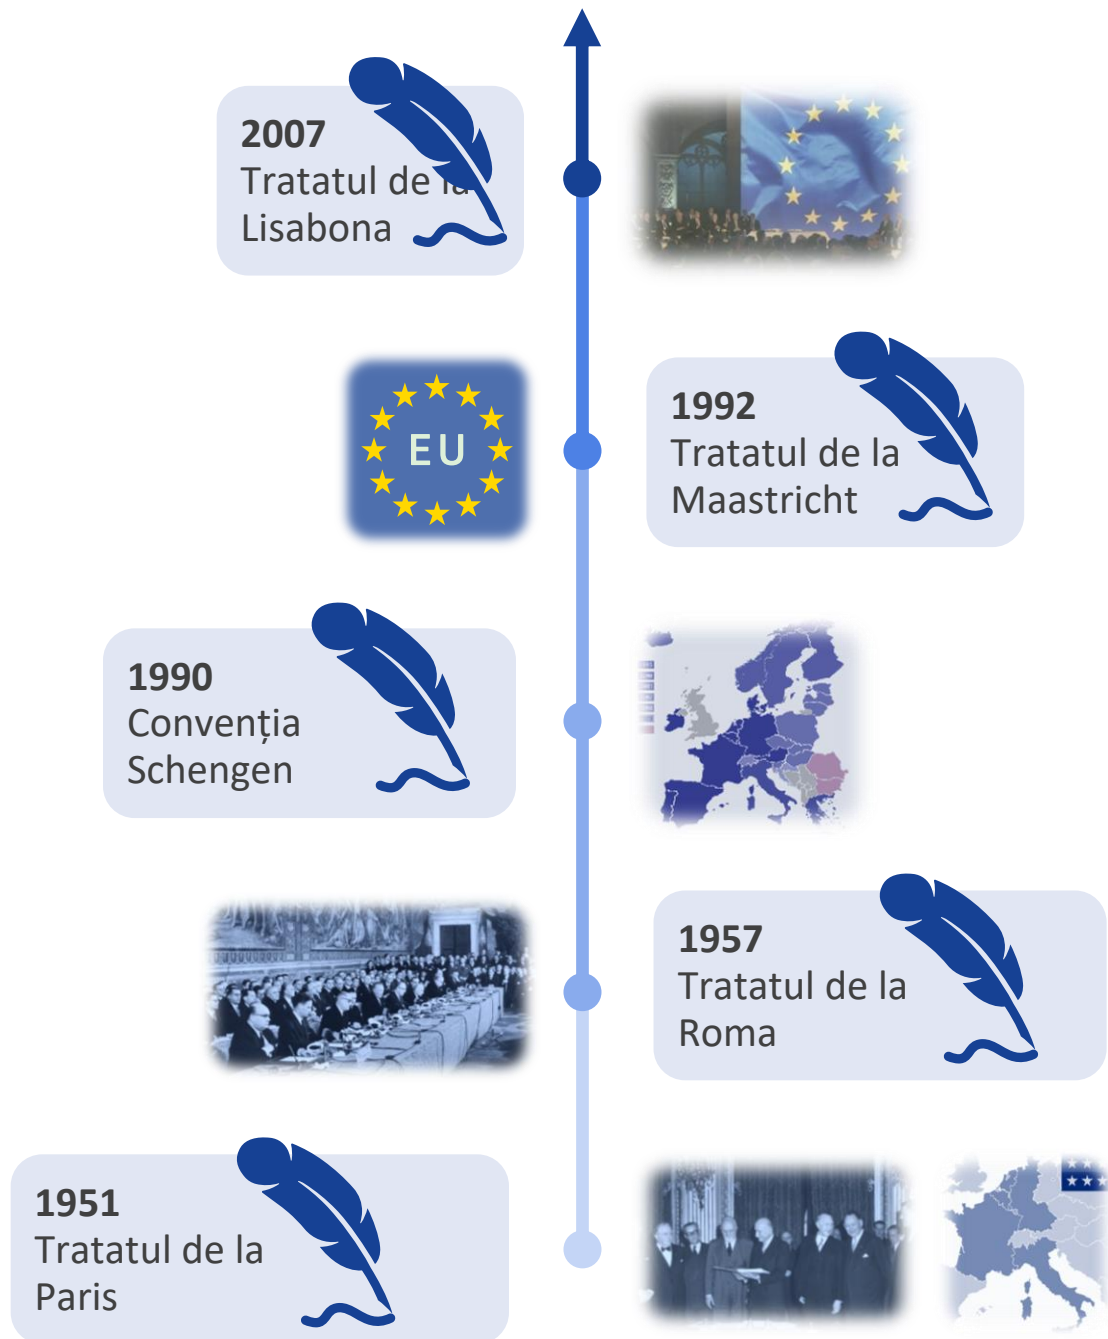 2007
Tratatul de la
Lisabona
EU
1992
Tratatul de la
Maastricht
1990
Convenția
Schengen
1957
Tratatul de la
Roma
1951
Tratatul de la
Paris